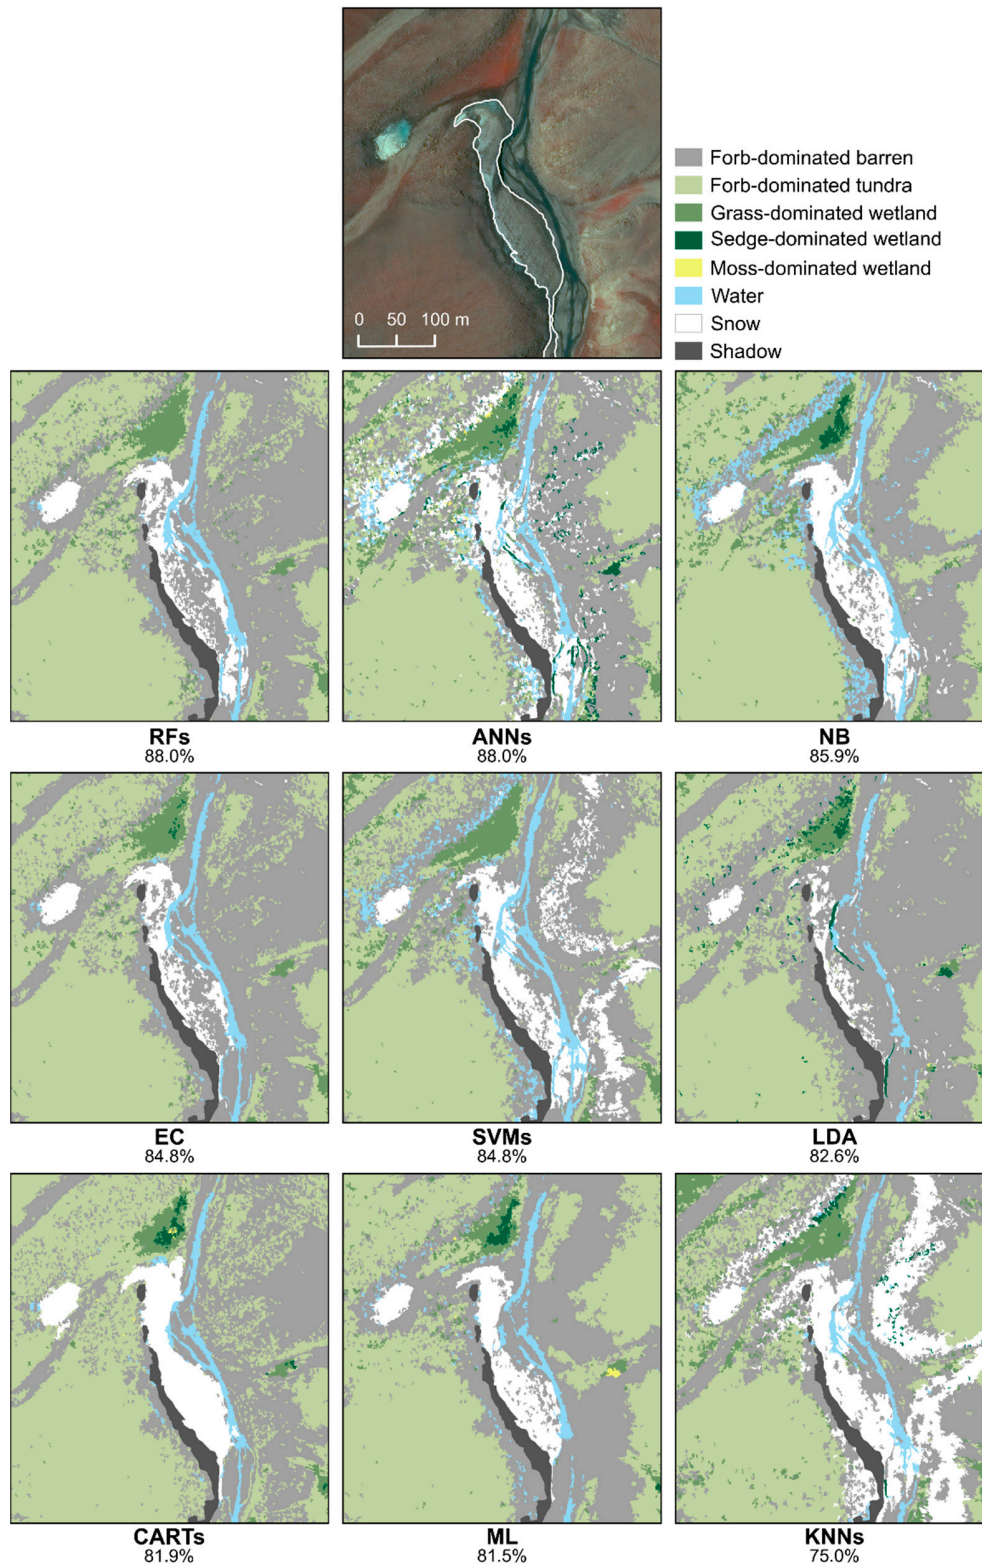 0 50 100 m
Forb-dominated barren
Forb-dominated tundra
Grass-dominated wetland
Sedge-dominated wetland
Moss-dominated wetland
Water
Snow
Shadow
RFs
88.0%
ANNs
88.0%
NB
85.9%
EC
84.8%
SVMs
84.8%
LDA
82.6%
CARTs
81.9%
ML
81.5%
KNNs
75.0%